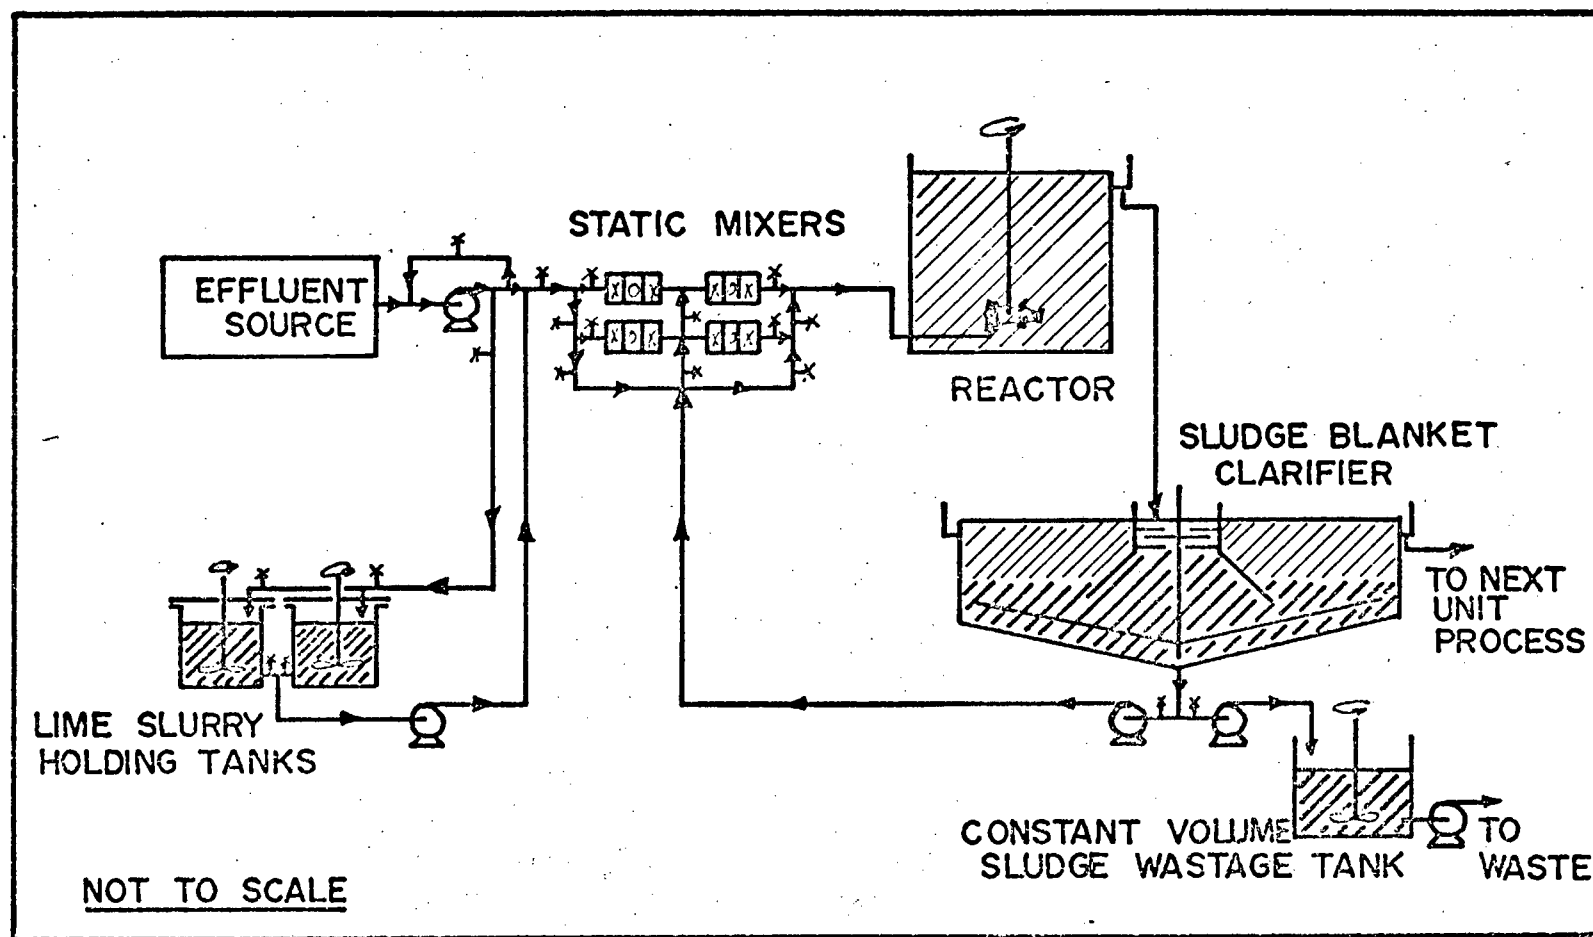 STATIC MIXERS
EFFLUENT
SOURCE
REACTOR
SLUDGE BLANKET
CLARIFIER
TO NEXT
UNIT
PROCESS
LIME SLURRY
HOLDING TANKS
CONSTANT VOLUME
SLUDGE WASTAGE TANK
TO
WASTE
NOT TO SCALE